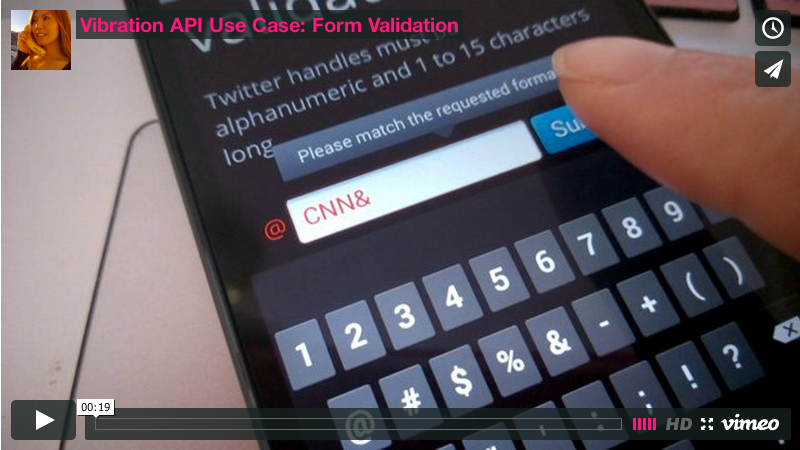 Vibration API Use Case: Form Validation
Twitter handles must be
alphanumeric and 1 to 15 characters
long
Please match the requested
@ CNN&
1 2 3 4 5 6 7 8 9
@ # $ % & - + ( )
! ?
00:19
HD vimeo